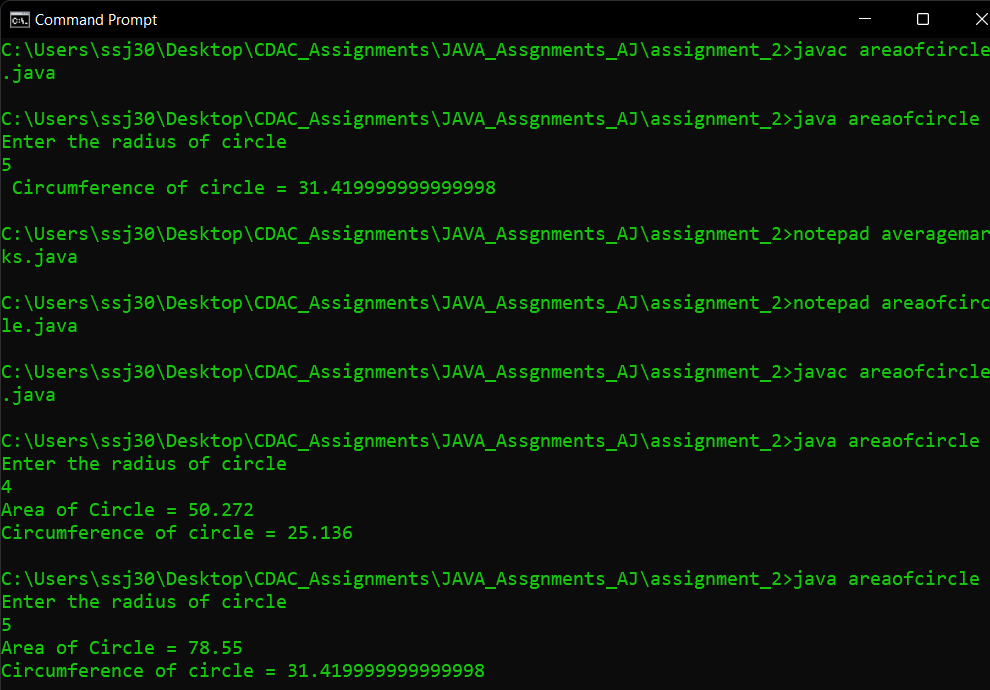 Command Prompt
C:\Users\ssj30\Desktop\CDAC_Assignments\JAVA_Assgnments_AJ\assignment_2>javac areaofcircle
.java
C:\Users\ssj30\Desktop\CDAC_Assignments\JAVA_Assgnments_AJ\assignment_2>java areaofcircle
Enter the radius of circle
5
 Circumference of circle = 31.419999999999998
C:\Users\ssj30\Desktop\CDAC_Assignments\JAVA_Assgnments_AJ\assignment_2>notepad averagemar
ks.java
C:\Users\ssj30\Desktop\CDAC_Assignments\JAVA_Assgnments_AJ\assignment_2>notepad areaofcirc
le.java
C:\Users\ssj30\Desktop\CDAC_Assignments\JAVA_Assgnments_AJ\assignment_2>javac areaofcircle
.java
C:\Users\ssj30\Desktop\CDAC_Assignments\JAVA_Assgnments_AJ\assignment_2>java areaofcircle
Enter the radius of circle
4
Area of Circle = 50.272
Circumference of circle = 25.136
C:\Users\ssj30\Desktop\CDAC_Assignments\JAVA_Assgnments_AJ\assignment_2>java areaofcircle
Enter the radius of circle
5
Area of Circle = 78.55
Circumference of circle = 31.419999999999998